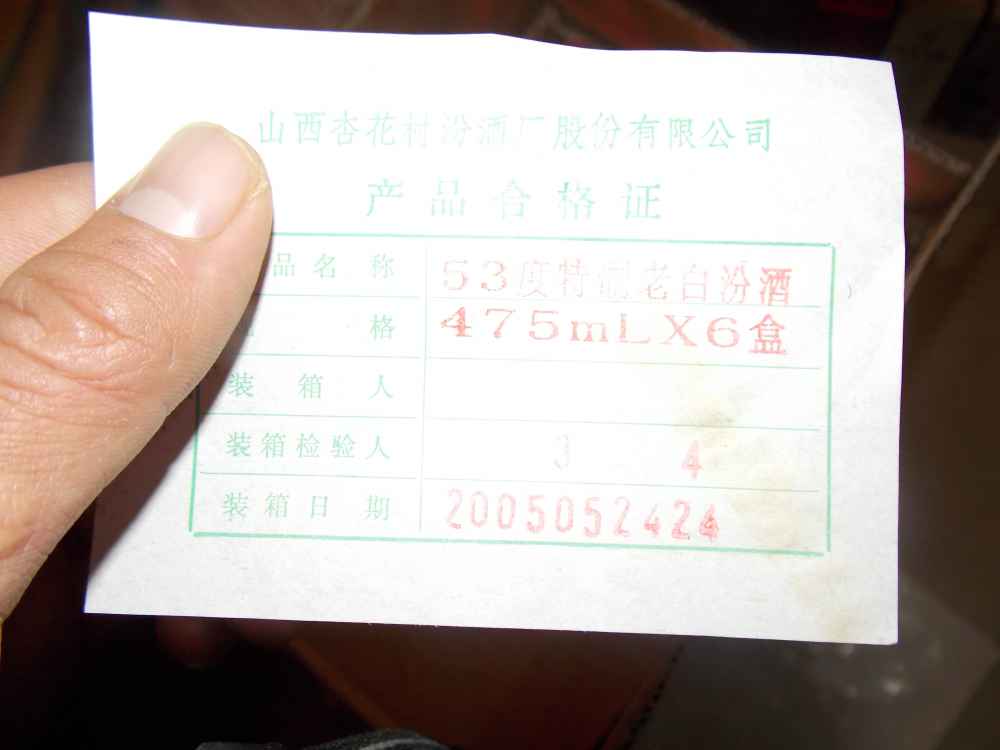 山西杏花村汾酒厂股份有限公司
产品合格证
品名称 53度特制老白汾酒
格 475mLX6盒
装箱人
装箱检验人 3 4
装箱日期 2005052424